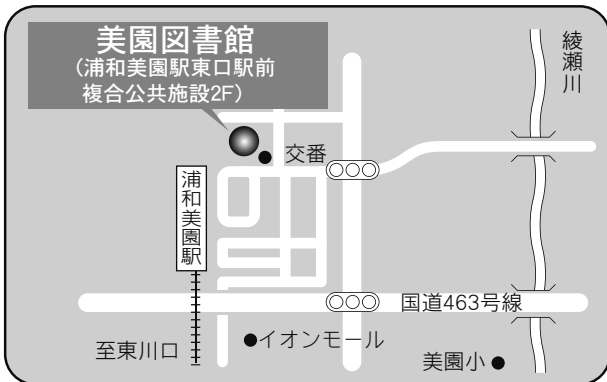 美園図書館
（浦和美園駅東口駅前
複合公共施設2F）
綾瀬川
交番
浦和美園駅
国道463号線
至東川口
●イオンモール
美園小●